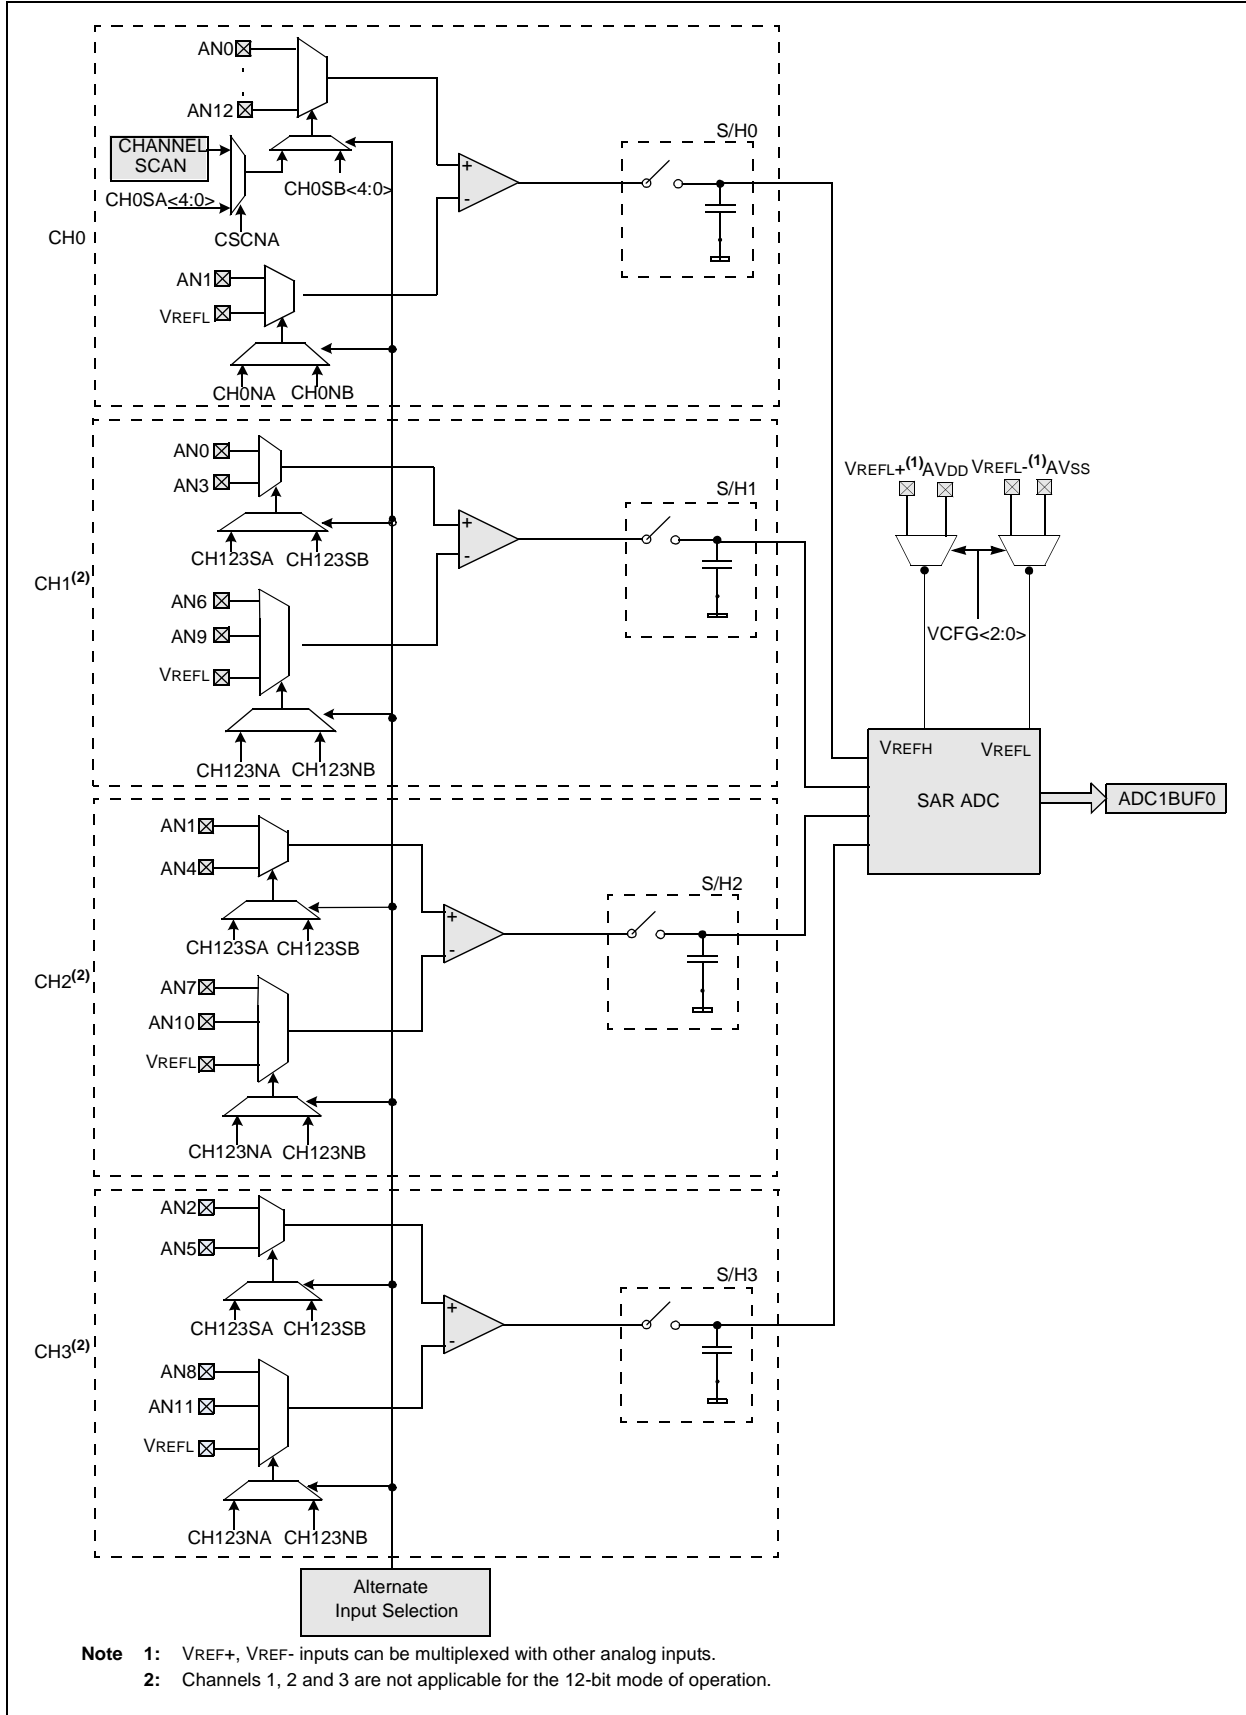 AN0
AN12
CHANNEL
SCAN
CH0SA<4:0>
CH0SB<4:0>
CSCNA
CH0
AN1
VREFL
CH0NA CH0NB
+
-
S/H0
AN0
AN3
CH123SA CH123SB
CH1(2)
AN6
AN9
VREFL
CH123NA CH123NB
+
-
S/H1
VREFL+(1) AVDD VREFL-(1) AVSS
VCFG<2:0>
VREFH VREFL
SAR ADC
ADC1BUF0
AN1
AN4
CH123SA CH123SB
CH2(2)
AN7
AN10
VREFL
CH123NA CH123NB
+
-
S/H2
AN2
AN5
CH123SA CH123SB
CH3(2)
AN8
AN11
VREFL
CH123NA CH123NB
+
-
S/H3
Alternate
Input Selection
Note 1: VREF+, VREF- inputs can be multiplexed with other analog inputs.
2: Channels 1, 2 and 3 are not applicable for the 12-bit mode of operation.